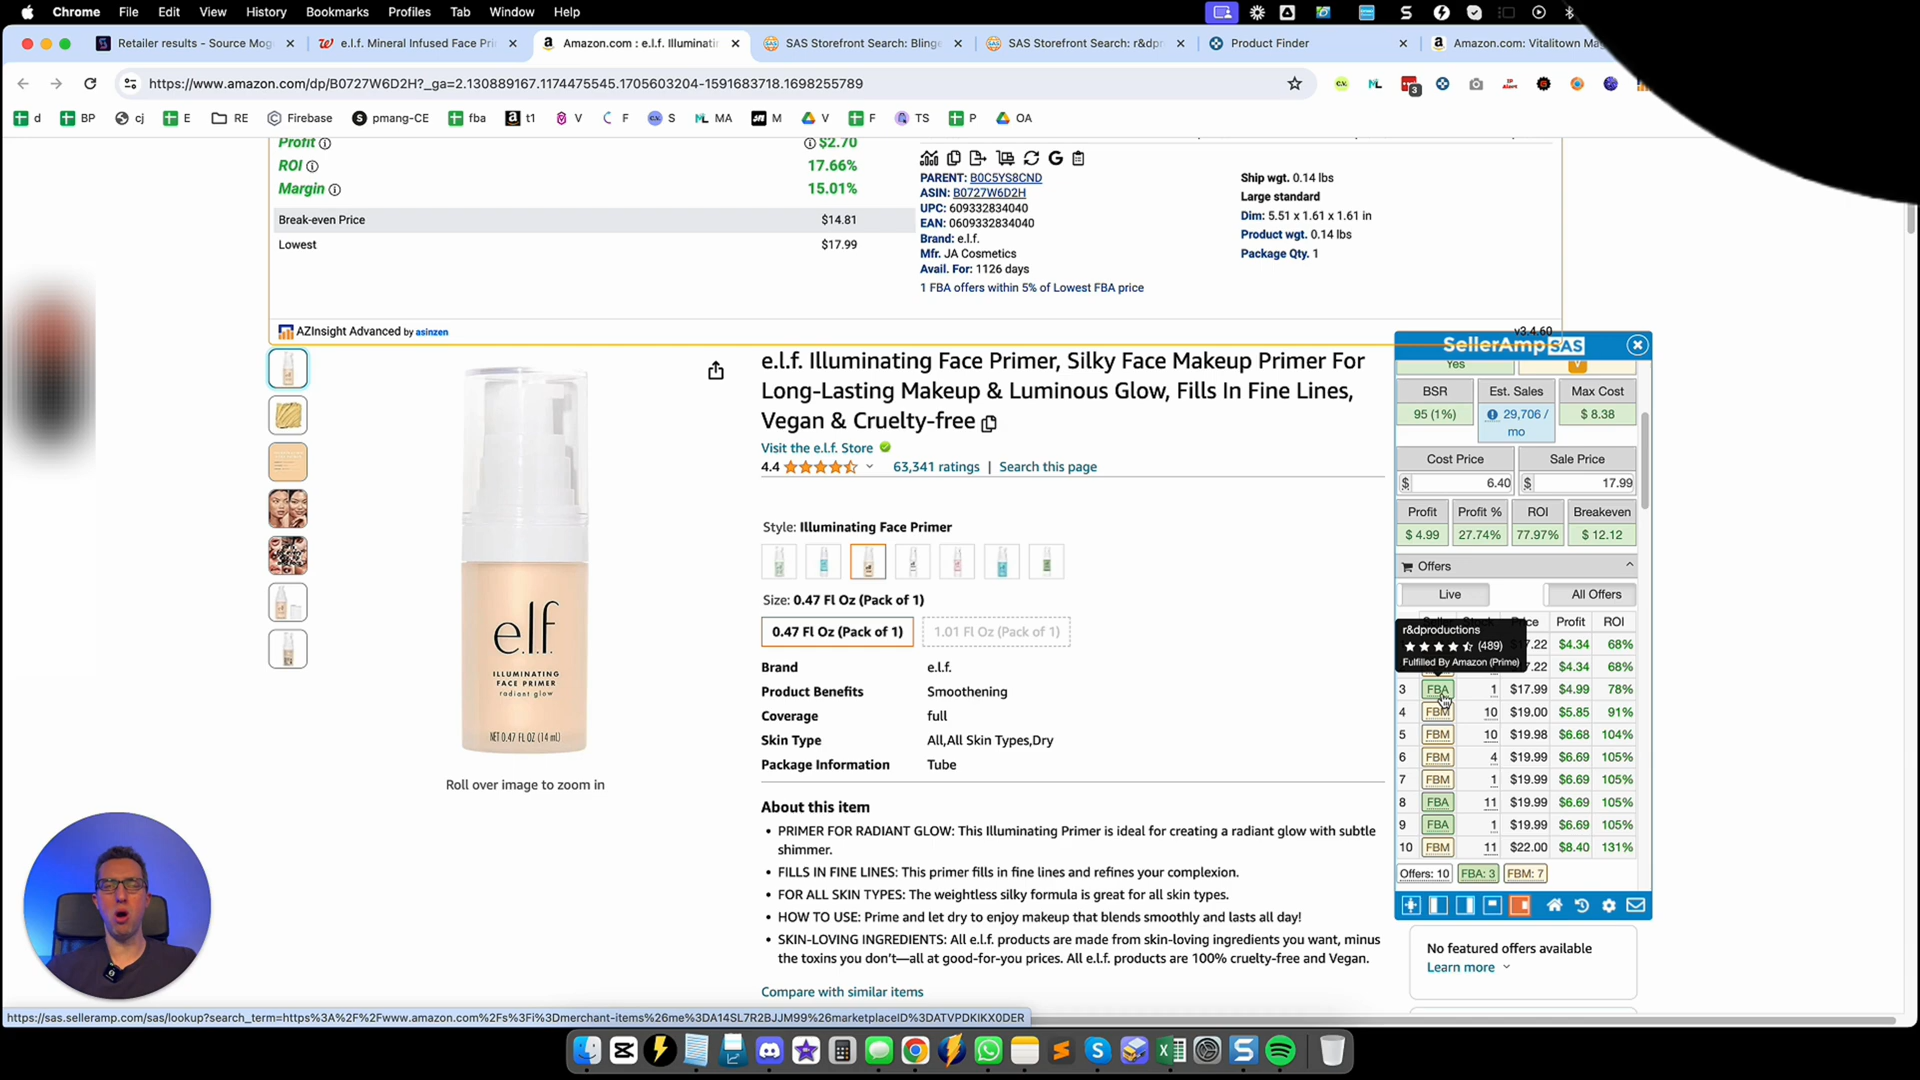 Chrome File Edit View History Bookmarks Profiles Tab Window Help
Retailer results - Source Mog
e.l.f. Mineral Infused Face Pri
Amazon.com : e.l.f. Illuminati
SAS Storefront Search: Blinge
SAS Storefront Search: r&dpr
Product Finder
Amazon.com: Vitalitown Mag
https://www.amazon.com/dp/B0727W6D2H?_ga=2.130889167.1174475545.1705603204-1591683718.1698255789
d BP cj E RE Firebase pmang-CE fba t1 V F S MA M V F TS P OA
Profit $2.70
ROI 17.66%
Margin 15.01%
Break-even Price $14.81
Lowest $17.99
PARENT: B0C5YS8CND
ASIN: B0727W6D2H
UPC: 609332834040
EAN: 0609332834040
Brand: e.l.f.
Mfr. JA Cosmetics
Avail. For: 1126 days
1 FBA offers within 5% of Lowest FBA price
Ship wgt. 0.14 lbs
Large standard
Dim: 5.51 x 1.61 x 1.61 in
Product wgt. 0.14 lbs
Package Qty. 1
AZInsight Advanced by asinzen
v3.4.60
e.l.f. Illuminating Face Primer, Silky Face Makeup Primer For
Long-Lasting Makeup & Luminous Glow, Fills In Fine Lines,
Vegan & Cruelty-free
Visit the e.l.f. Store
4.4 63,341 ratings | Search this page
Style: Illuminating Face Primer
Size: 0.47 Fl Oz (Pack of 1)
0.47 Fl Oz (Pack of 1) 1.01 Fl Oz (Pack of 1)
Brand e.l.f.
Product Benefits Smoothening
Coverage full
Skin Type All,All Skin Types,Dry
Package Information Tube
About this item
• PRIMER FOR RADIANT GLOW: This Illuminating Primer is ideal for creating a radiant glow with subtle
shimmer.
• FILLS IN FINE LINES: This primer fills in fine lines and refines your complexion.
• FOR ALL SKIN TYPES: The weightless silky formula is great for all skin types.
• HOW TO USE: Prime and let dry to enjoy makeup that blends smoothly and lasts all day!
• SKIN-LOVING INGREDIENTS: All e.l.f. products are made from skin-loving ingredients you want, minus
the toxins you don't—all at good-for-you prices. All e.l.f. products are 100% cruelty-free and Vegan.
Compare with similar items
e.l.f.
ILLUMINATING
FACE PRIMER
radiant glow
NET 0.47 FL OZ (14 mL)
Roll over image to zoom in
SellerAmp SAS
Yes V
BSR Est. Sales Max Cost
95 (1%) 29,706 / $ 8.38
mo
Cost Price Sale Price
$ 6.40 $ 17.99
Profit Profit % ROI Breakeven
$ 4.99 27.74% 77.97% $ 12.12
Offers
Live All Offers
Profit ROI
r&dproductions
(489)
Fulfilled By Amazon (Prime)
$4.34 68%
$4.34 68%
3 FBA 1 $17.99 $4.99 78%
4 FBM 10 $19.00 $5.85 91%
5 FBM 10 $19.98 $6.68 104%
6 FBM 4 $19.99 $6.69 105%
7 FBM 1 $19.99 $6.69 105%
8 FBA 11 $19.99 $6.69 105%
9 FBA 1 $19.99 $6.69 105%
10 FBM 11 $22.00 $8.40 131%
Offers: 10 FBA: 3 FBM: 7
No featured offers available
Learn more
https://sas.selleramp.com/sas/lookup?search_term=https%3A%2F%2Fwww.amazon.com%2Fs%3Fi%3Dmerchant-items%26me%3DA14SL7R2BJJM99%26marketplaceID%3DATVPDKIKX0DER